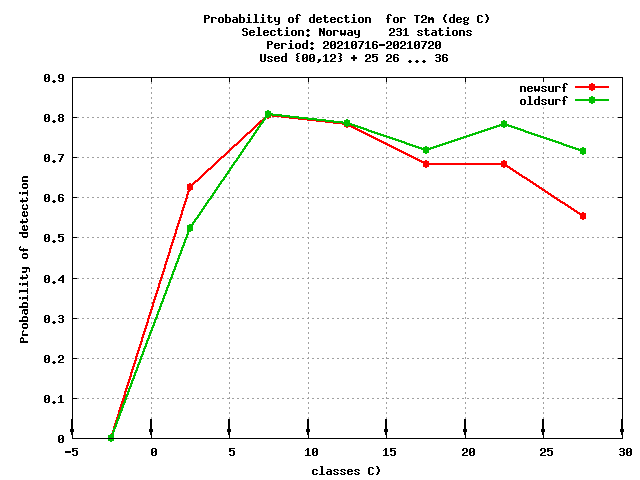 Probability of detection  for T2m (deg C)
Selection: Norway    231 stations
Period: 20210716-20210720
Used {00,12} + 25 26 ... 36
newsurf
oldsurf
Probability of detection
0.9
0.8
0.7
0.6
0.5
0.4
0.3
0.2
0.1
0
-5 0 5 10 15 20 25 30
classes C)